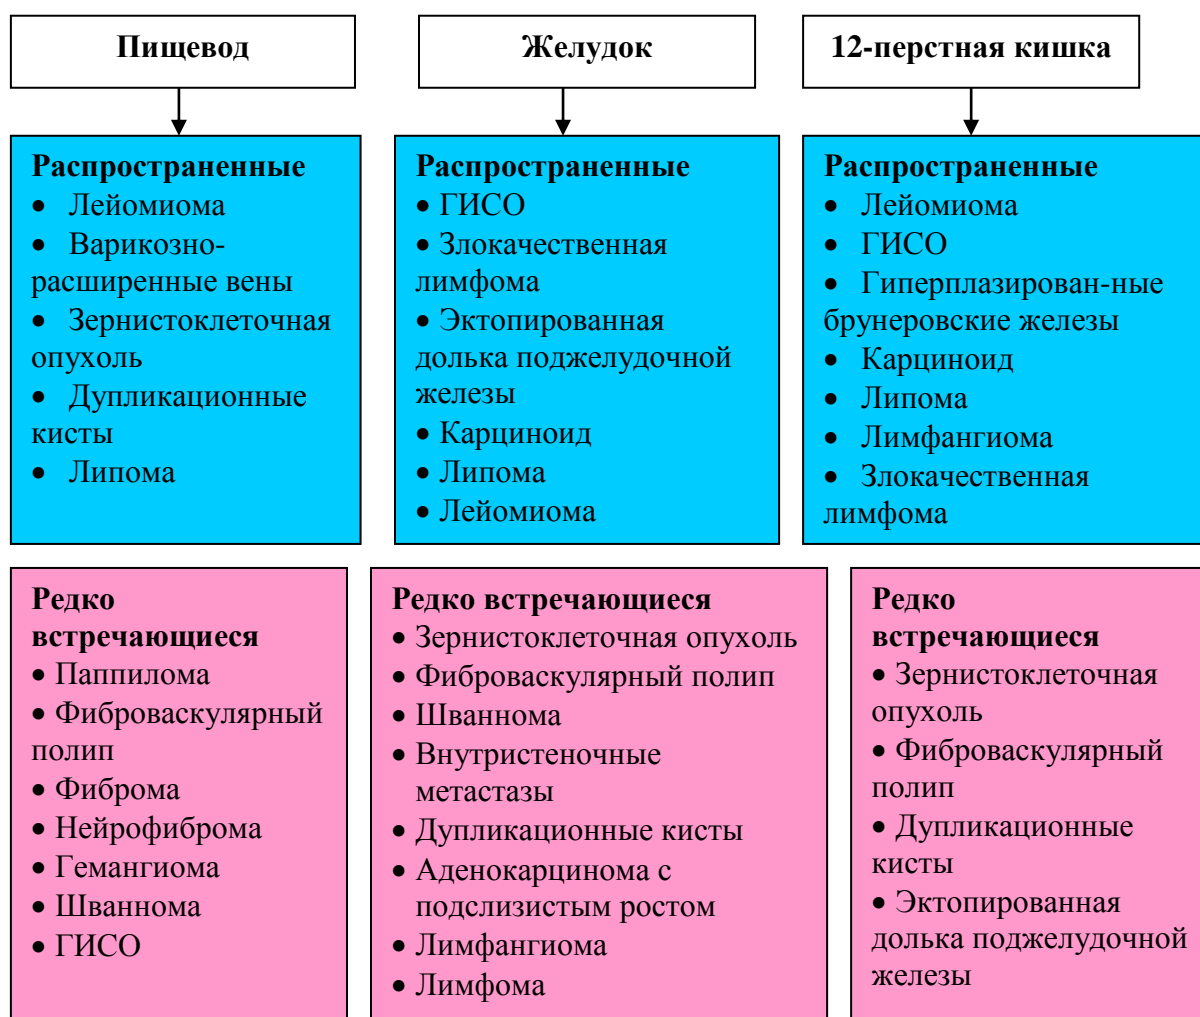 Пищевод
Желудок
12-перстная кишка
Распространенные
• Лейомиома
• Варикозно-
расширенные вены
• Зернистоклеточная
опухоль
• Дупликационные
кисты
• Липома
Распространенные
• ГИСО
• Злокачественная
лимфома
• Эктопированная
долька поджелудочной
железы
• Карциноид
• Липома
• Лейомиома
Распространенные
• Лейомиома
• ГИСО
• Гиперплазирован-ные
брунеровские железы
• Карциноид
• Липома
• Лимфангиома
• Злокачественная
лимфома
Редко
встречающиеся
• Паппилома
• Фиброваскулярный
полип
• Фиброма
• Нейрофиброма
• Гемангиома
• Шваннома
• ГИСО
Редко встречающиеся
• Зернистоклеточная опухоль
• Фиброваскулярный полип
• Шваннома
• Внутристеночные
метастазы
• Дупликационные кисты
• Аденокарцинома с
подслизистым ростом
• Лимфангиома
• Лимфома
Редко
встречающиеся
• Зернистоклеточная
опухоль
• Фиброваскулярный
полип
• Дупликационные
кисты
• Эктопированная
долька поджелудочной
железы